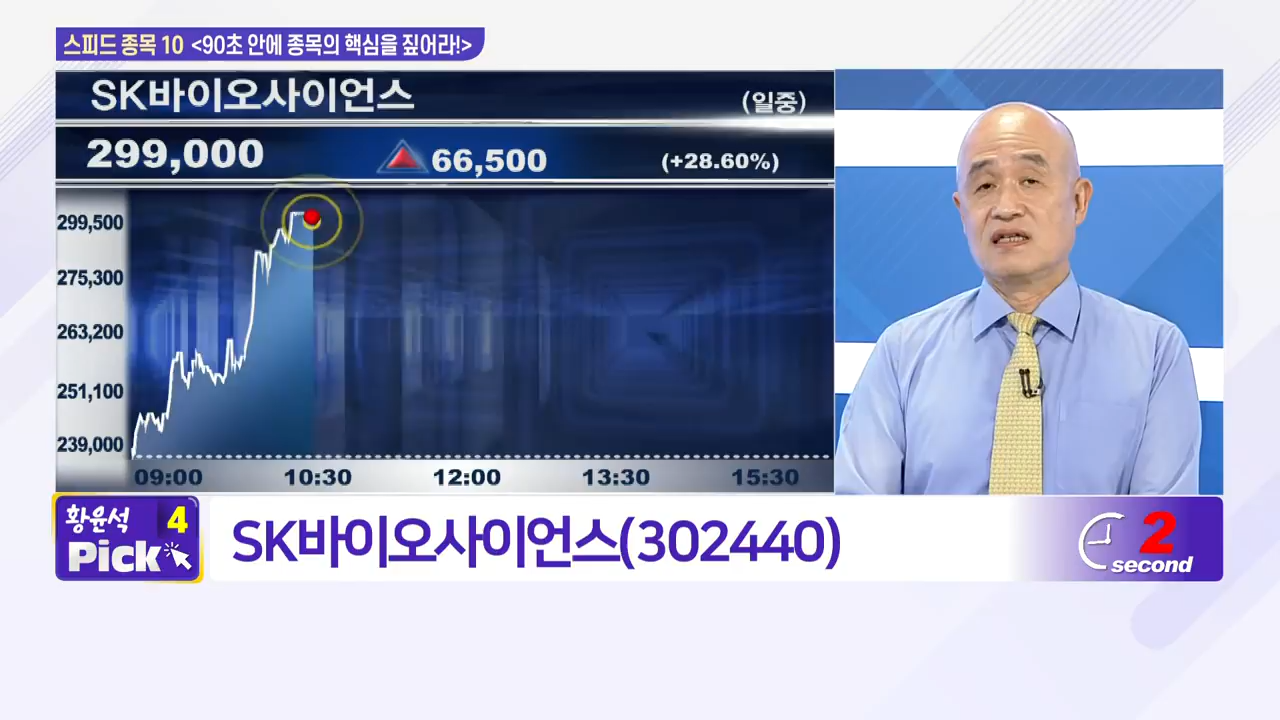 스피드 종목 10 <90초 안에 종목의 핵심을 짚어라!>
SK바이오사이언스 (일중)
299,000 ▲ 66,500 (+28.60%)
299,500
275,300
263,200
251,100
239,000
09:00 10:30 12:00 13:30 15:30
황윤석 4
Pick
SK바이오사이언스(302440)
2
second